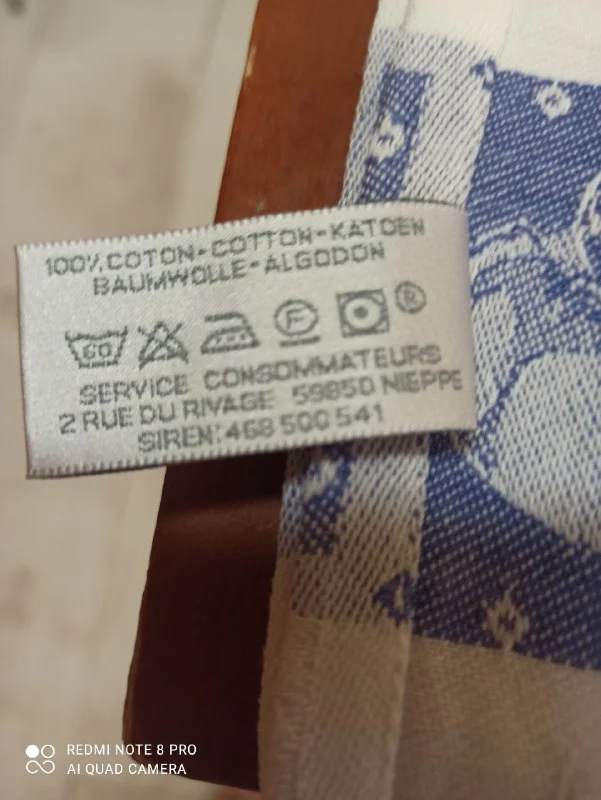 100% COTON-COTTON-KATOEN
BAUMWOLLE-ALGODON
60 F ®
SERVICE CONSOMMATEURS
2 RUE DU RIVAGE 59850 NIEPPE
SIREN: 468 500 541
REDMI NOTE 8 PRO
AI QUAD CAMERA